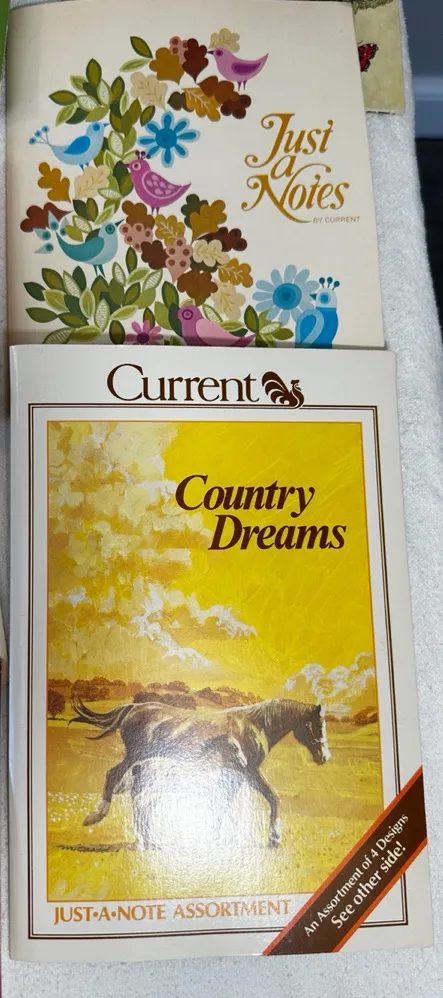 Just
a
Notes
BY CURRENT
Current
Country
Dreams
JUST•A•NOTE ASSORTMENT
An Assortment of 4 Designs
See other side!